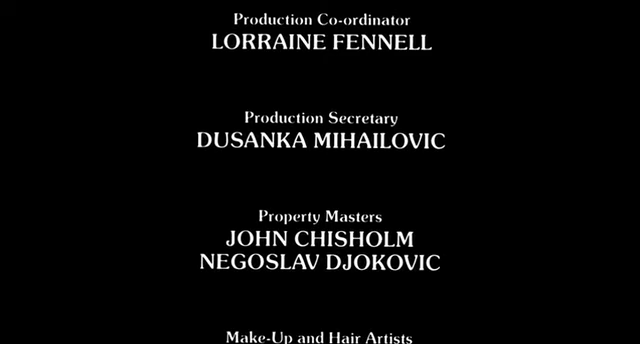 Production Co-ordinator
LORRAINE FENNELL
Production Secretary
DUSANKA MIHAILOVIC
Property Masters
JOHN CHISHOLM
NEGOSLAV DJOKOVIC
Make-Up and Hair Artists